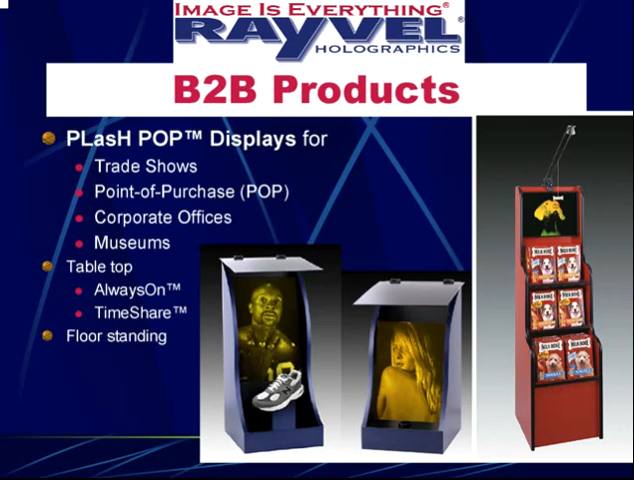 IMAGE IS EVERYTHING®
RAYVEL®
HOLOGRAPHICS
B2B Products
PLasH POP™ Displays for
Trade Shows
Point-of-Purchase (POP)
Corporate Offices
Museums
Table top
AlwaysOn™
TimeShare™
Floor standing